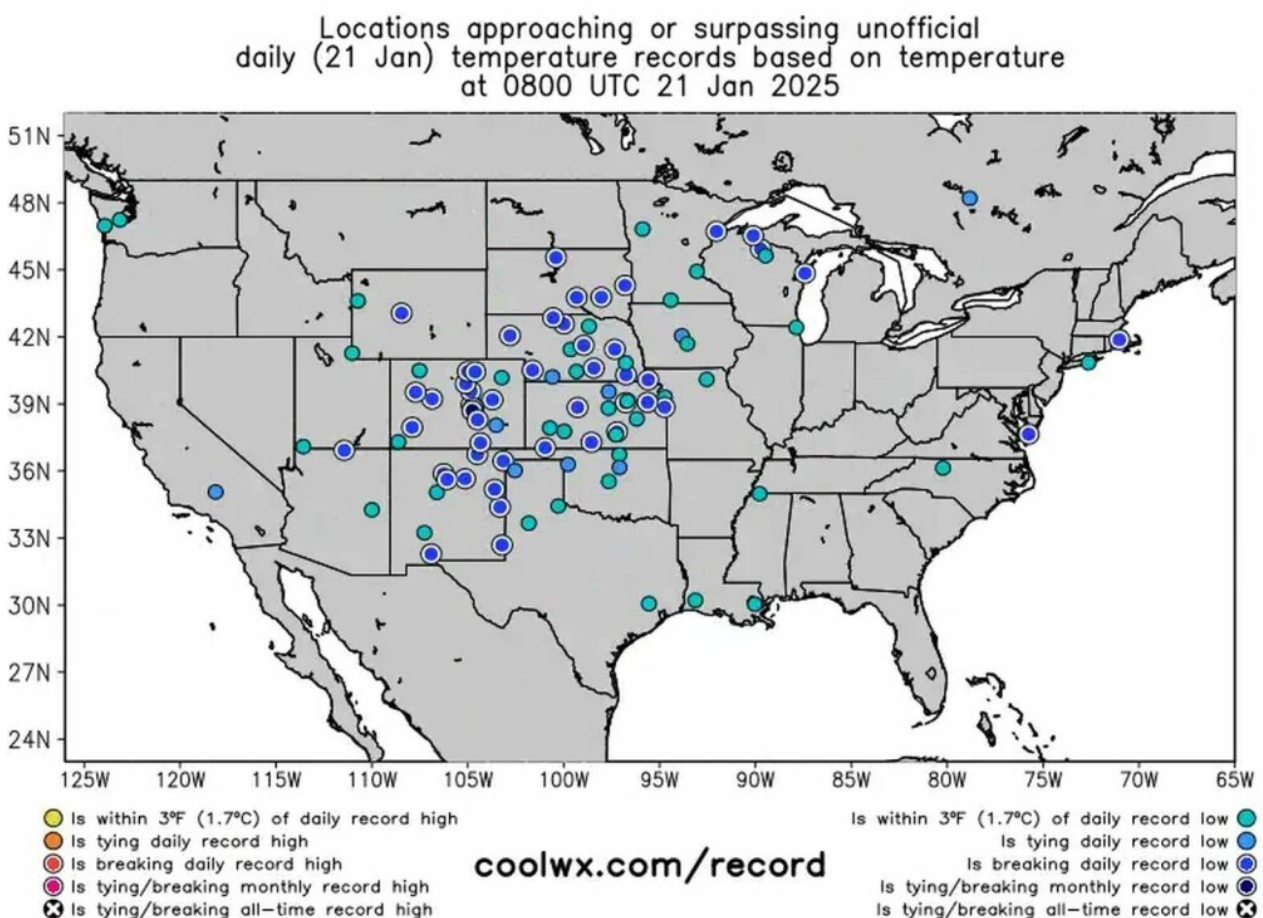 Locations approaching or surpassing unofficial
daily (21 Jan) temperature records based on temperature
at 0800 UTC 21 Jan 2025
51N
48N
45N
42N
39N
36N
33N
30N
27N
24N
125W 120W 115W 110W 105W 100W 95W 90W 85W 80W 75W 70W 65W
Is within 3ºF (1.7ºC) of daily record high
Is tying daily record high
Is breaking daily record high
Is tying/breaking monthly record high
Is tying/breaking all-time record high
coolwx.com/record
Is within 3ºF (1.7ºC) of daily record low
Is tying daily record low
Is breaking daily record low
Is tying/breaking monthly record low
Is tying/breaking all-time record low